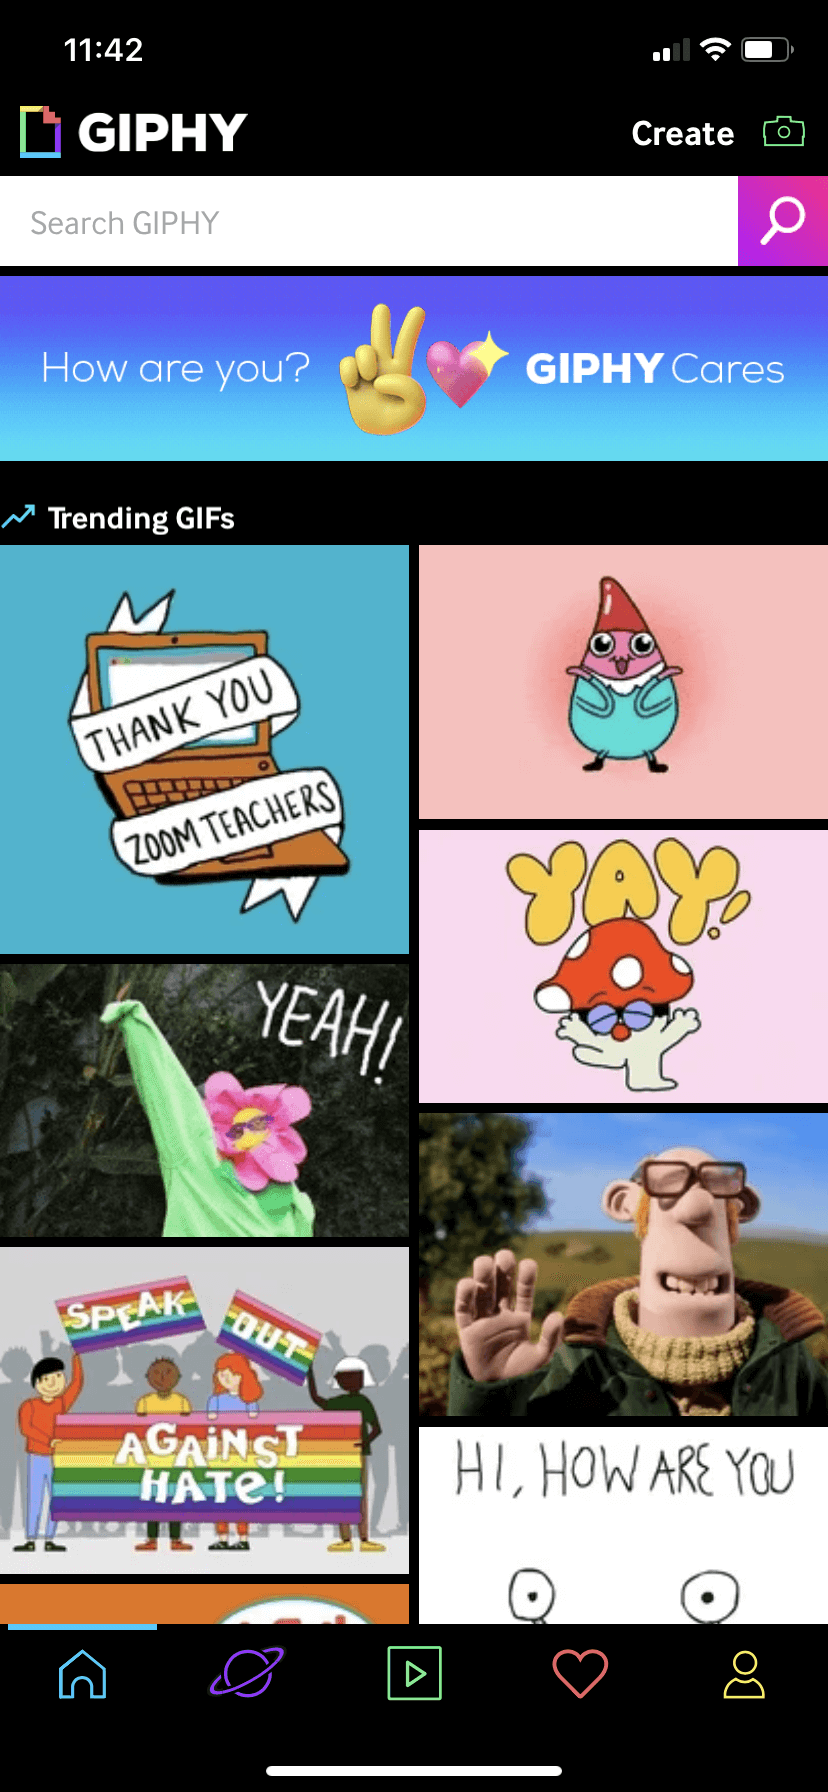 11:42
GIPHY
Create
Search GIPHY
How are you?
GIPHY Cares
Trending GIFs
THANK YOU
ZOOM TEACHERS
YAY!
YEAH!
SPEAK
OUT
AGAiNST
HATe!
HI, HOW ARE YOU